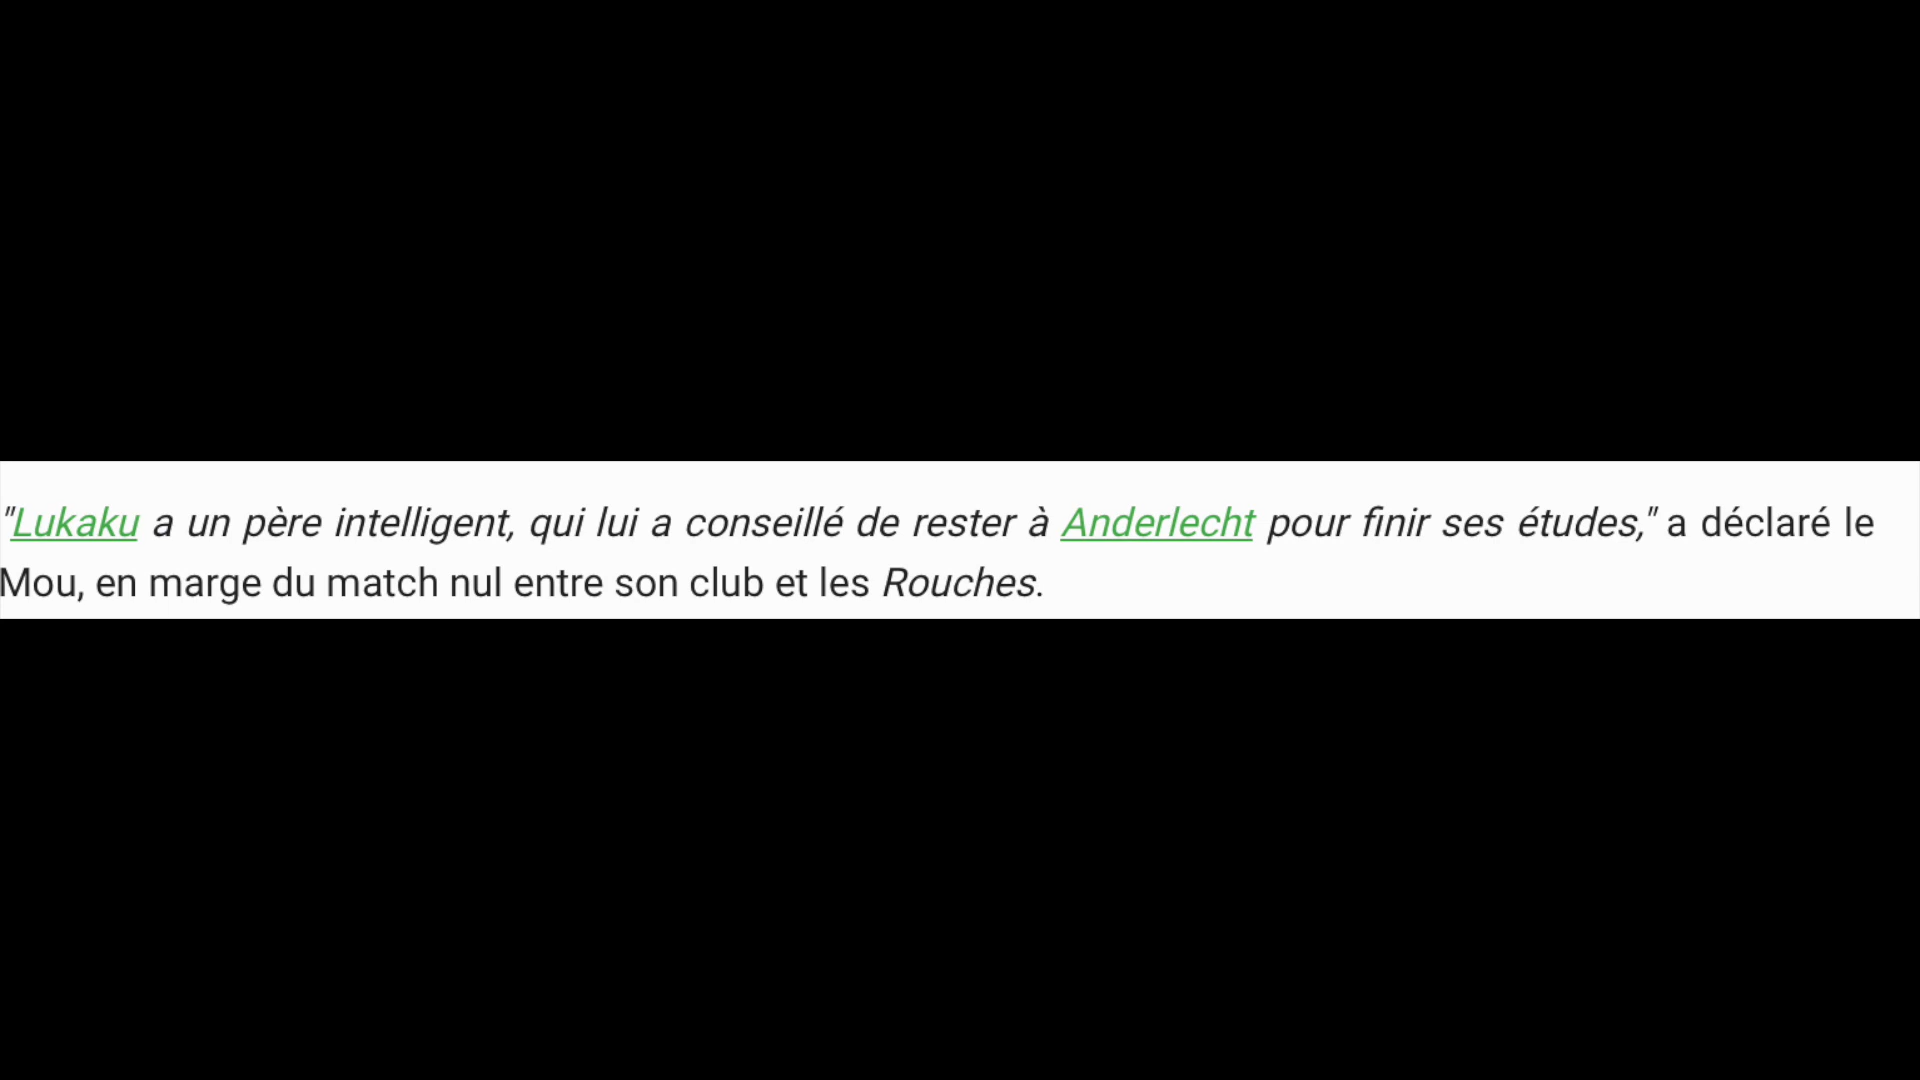 "Lukaku a un père intelligent, qui lui a conseillé de rester à Anderlecht pour finir ses études," a déclaré le
Mou, en marge du match nul entre son club et les Rouches.